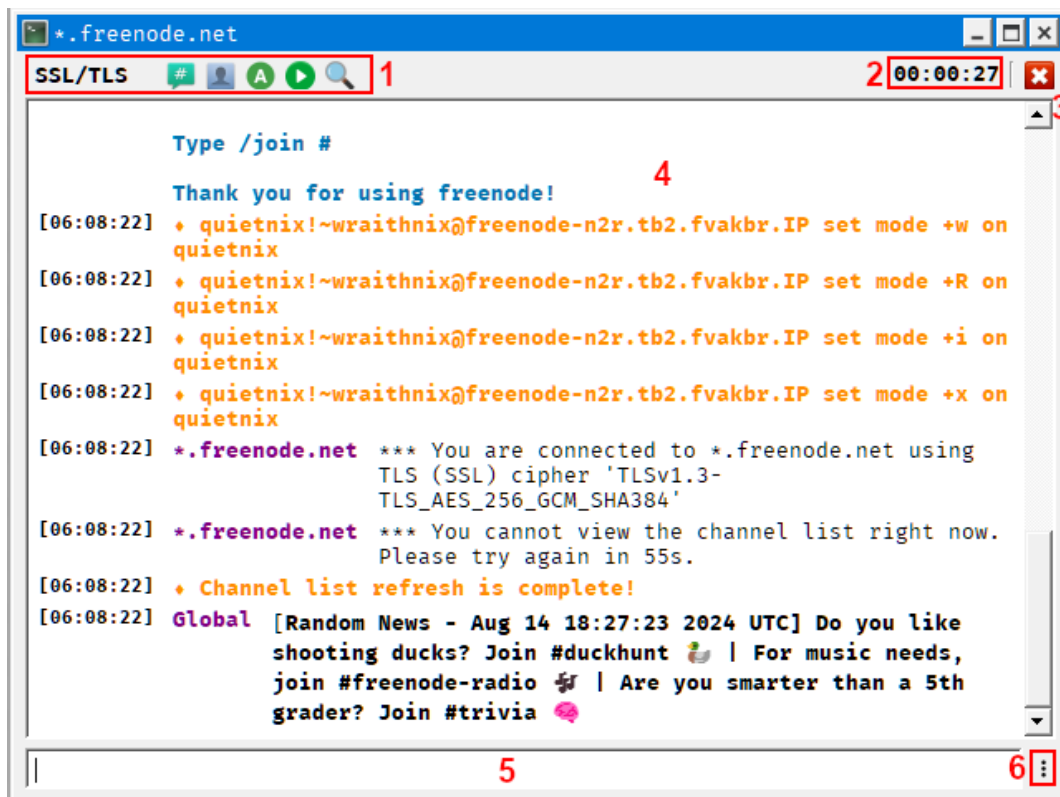 *.freenode.net
SSL/TLS # A 1 2 00:00:27
3
Type /join #
4
Thank you for using freenode!
[06:08:22] ♦ quietnix!~wraithnix@freenode-n2r.tb2.fvakbr.IP set mode +w on
quietnix
[06:08:22] ♦ quietnix!~wraithnix@freenode-n2r.tb2.fvakbr.IP set mode +R on
quietnix
[06:08:22] ♦ quietnix!~wraithnix@freenode-n2r.tb2.fvakbr.IP set mode +i on
quietnix
[06:08:22] ♦ quietnix!~wraithnix@freenode-n2r.tb2.fvakbr.IP set mode +x on
quietnix
[06:08:22] *.freenode.net *** You are connected to *.freenode.net using
TLS (SSL) cipher 'TLSv1.3-
TLS_AES_256_GCM_SHA384'
[06:08:22] *.freenode.net *** You cannot view the channel list right now.
Please try again in 55s.
[06:08:22] ♦ Channel list refresh is complete!
[06:08:22] Global [Random News - Aug 14 18:27:23 2024 UTC] Do you like
shooting ducks? Join #duckhunt 🦆 | For music needs,
join #freenode-radio 🎶 | Are you smarter than a 5th
grader? Join #trivia 🧠
5 6